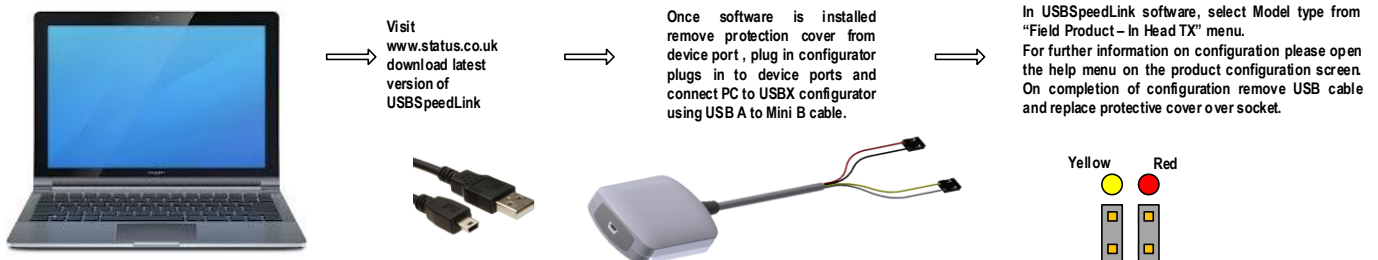 Visit
www.status.co.uk
download latest
version of
USBSpeedLink
Once software is installed
remove protection cover from
device port , plug in configurator
plugs in to device ports and
connect PC to USBX configurator
using USB A to Mini B cable.
In USBSpeedLink software, select Model type from
“Field Product – In Head TX” menu.
For further information on configuration please open
the help menu on the product configuration screen.
On completion of configuration remove USB cable
and replace protective cover over socket.
Yellow Red